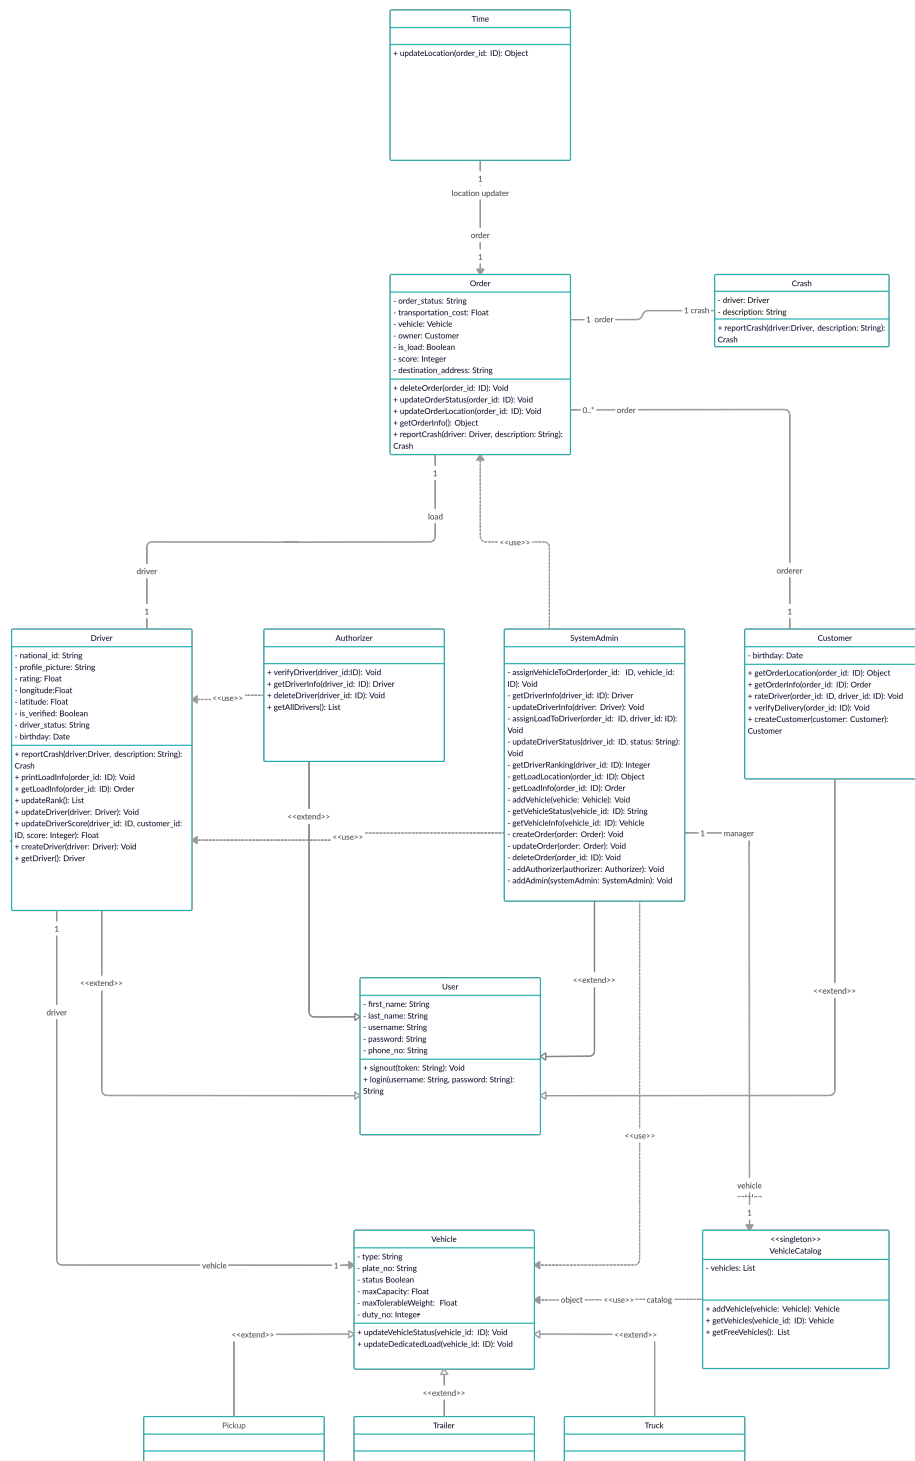 Time
+ updateLocation(order_id: ID): Object
1
location updater
order
1
Order
- order_status: String
- transportation_cost: Float
- vehicle: Vehicle
- owner: Customer
- is_load: Boolean
- score: Integer
- destination_address: String
+ deleteOrder(order_id: ID): Void
+ updateOrderStatus(order_id: ID): Void
+ updateOrderLocation(order_id: ID): Void
+ getOrderInfo(): Object
+ reportCrash(driver: Driver, description: String):
Crash
1 order
1 crash
Crash
- driver: Driver
- description: String
+ reportCrash(driver:Driver, description: String):
Crash
0..* order
1
load
<<use>>
driver
orderer
1
1
Driver
- national_id: String
- profile_picture: String
- rating: Float
- longitude:Float
- latitude: Float
- is_verified: Boolean
- driver_status: String
- birthday: Date
+ reportCrash(driver:Driver, description: String):
Crash
+ printLoadInfo(order_id: ID): Void
+ getLoadInfo(order_id: ID): Order
+ updateRank(): List
+ updateDriver(driver: Driver): Void
+ updateDriverScore(driver_id: ID, customer_id:
ID, score: Integer): Float
+ createDriver(driver: Driver): Void
+ getDriver(): Driver
<<use>>
Authorizer
+ verifyDriver(driver_id:ID): Void
+ getDriverInfo(driver_id: ID): Driver
+ deleteDriver(driver_id: ID): Void
+ getAllDrivers(): List
SystemAdmin
- assignVehicleToOrder(order_id: ID, vehicle_id:
ID): Void
- getDriverInfo(driver_id: ID): Driver
- updateDriverInfo(driver: Driver): Void
- assignLoadToDriver(order_id: ID, driver_id: ID):
Void
- updateDriverStatus(driver_id: ID, status: String):
Void
- getDriverRanking(driver_id: ID): Integer
- getLoadLocation(order_id: ID): Object
- getLoadInfo(order_id: ID): Order
- addVehicle(vehicle: Vehicle): Void
- getVehicleStatus(vehicle_id: ID): String
- getVehicleInfo(vehicle_id: ID): Vehicle
- createOrder(order: Order): Void
- updateOrder(order: Order): Void
- deleteOrder(order_id: ID): Void
- addAuthorizer(authorizer: Authorizer): Void
- addAdmin(systemAdmin: SystemAdmin): Void
Customer
- birthday: Date
+ getOrderLocation(order_id: ID): Object
+ getOrderInfo(order_id: ID): Order
+ rateDriver(order_id: ID, driver_id: ID): Void
+ verifyDelivery(order_id: ID): Void
+ createCustomer(customer: Customer):
Customer
<<extend>>
<<use>>
1 manager
1
<<extend>>
driver
<<extend>>
<<extend>>
User
- first_name: String
- last_name: String
- username: String
- password: String
- phone_no: String
+ signout(token: String): Void
+ login(username: String, password: String):
String
<<use>>
vehicle
1
vehicle 1
Vehicle
- type: String
- plate_no: String
- status Boolean
- maxCapacity: Float
- maxTolerableWeight: Float
- duty_no: Integer
+ updateVehicleStatus(vehicle_id: ID): Void
+ updateDedicatedLoad(vehicle_id: ID): Void
object <<use>> catalog
<<singleton>>
VehicleCatalog
- vehicles: List
+ addVehicle(vehicle: Vehicle): Vehicle
+ getVehicles(vehicle_id: ID): Vehicle
+ getFreeVehicles(): List
<<extend>>
<<extend>>
<<extend>>
Pickup
Trailer
Truck